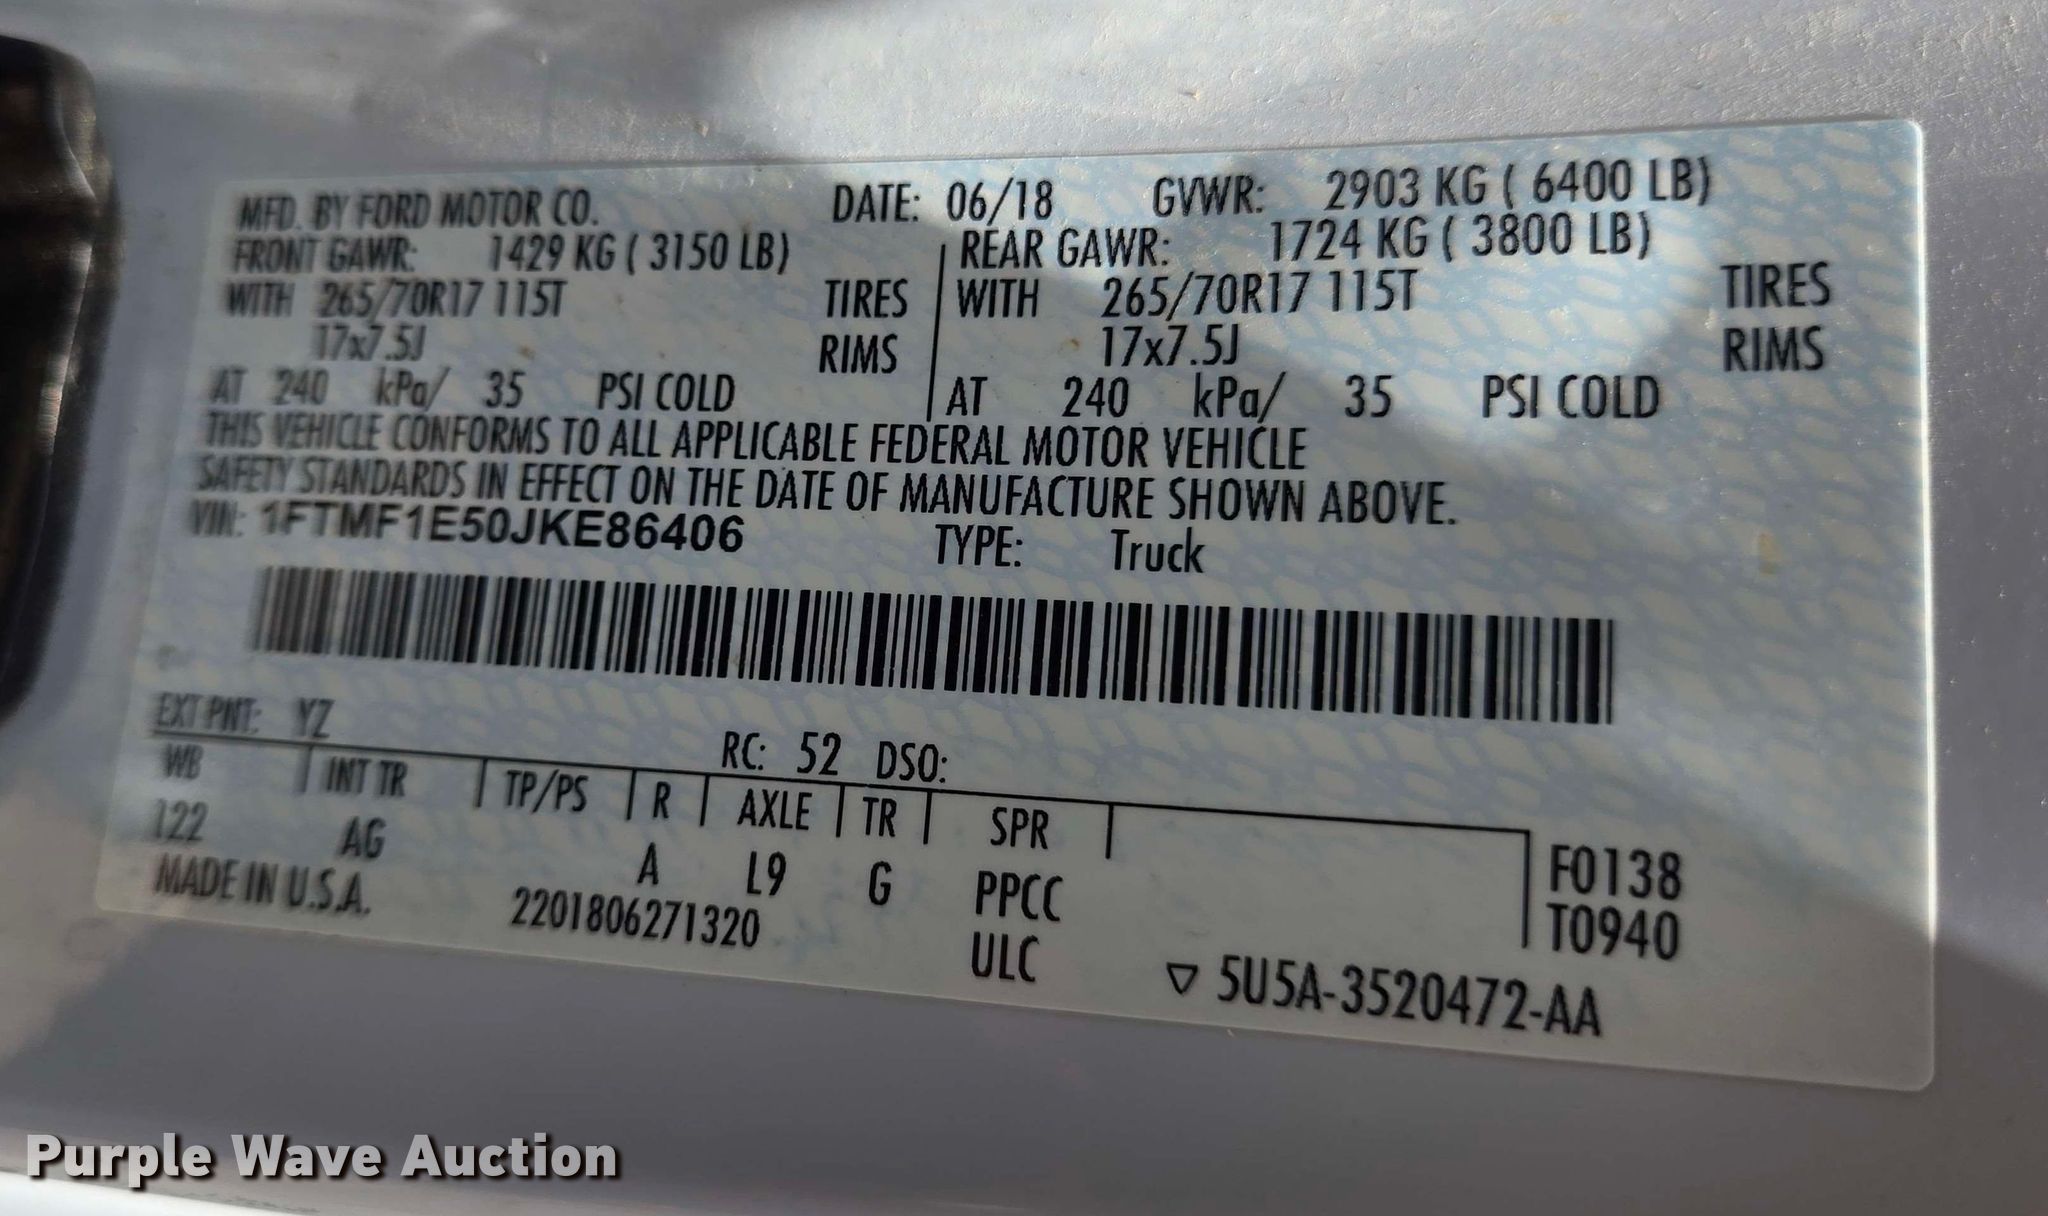 MFD. BY FORD MOTOR CO. DATE: 06/18 GVWR: 2903 KG ( 6400 LB)
FRONT GAWR: 1429 KG ( 3150 LB) REAR GAWR: 1724 KG ( 3800 LB)
WITH 265/70R17 115T TIRES WITH 265/70R17 115T TIRES
17x7.5J RIMS 17x7.5J RIMS
AT 240 kPa/ 35 PSI COLD AT 240 kPa/ 35 PSI COLD
THIS VEHICLE CONFORMS TO ALL APPLICABLE FEDERAL MOTOR VEHICLE
SAFETY STANDARDS IN EFFECT ON THE DATE OF MANUFACTURE SHOWN ABOVE.
VIN: 1FTMF1E50JKE86406 TYPE: Truck
EXT PNT: YZ RC: 52 DSO:
WB INT TR TP/PS R AXLE TR SPR
122 AG A L9 G PPCC F0138
MADE IN U.S.A. 2201806271320 ULC T0940
▽ 5U5A-3520472-AA
Purple Wave Auction